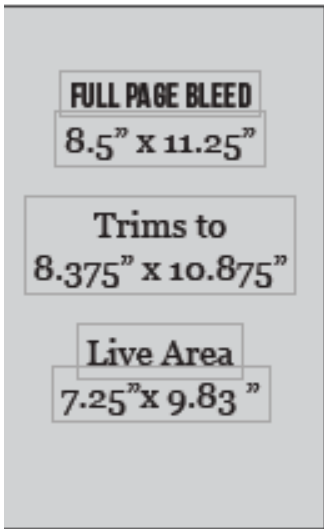 FULL PAGE BLEED
8.5” x 11.25”
Trims to
8.375” x 10.875”
Live Area
7.25”x 9.83 ”